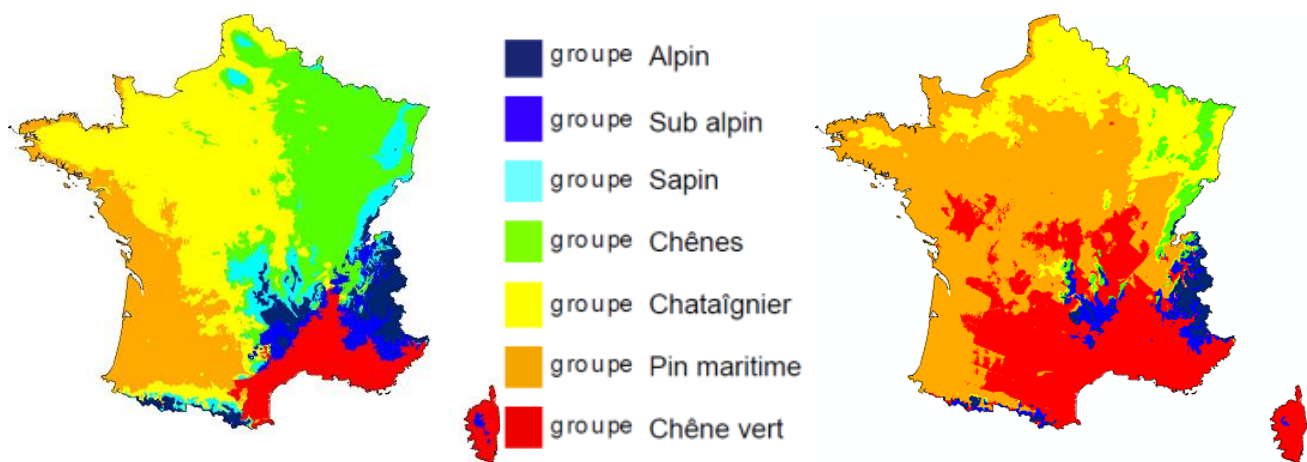 groupe Alpin
groupe Sub alpin
groupe Sapin
groupe Chênes
groupe Chataîgnier
groupe Pin maritime
groupe Chêne vert